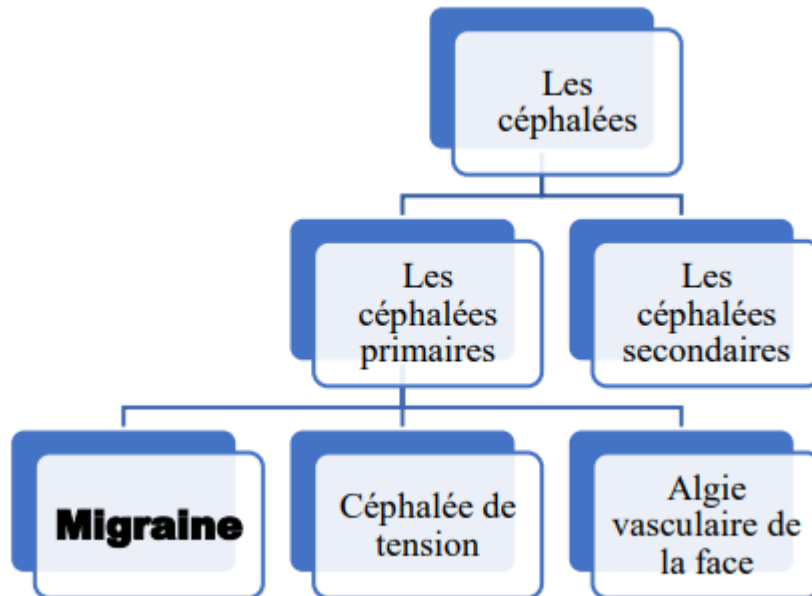 Les
céphalées
Les
céphalées
primaires
Les
céphalées
secondaires
Migraine
Céphalée de
tension
Algie
vasculaire de
la face